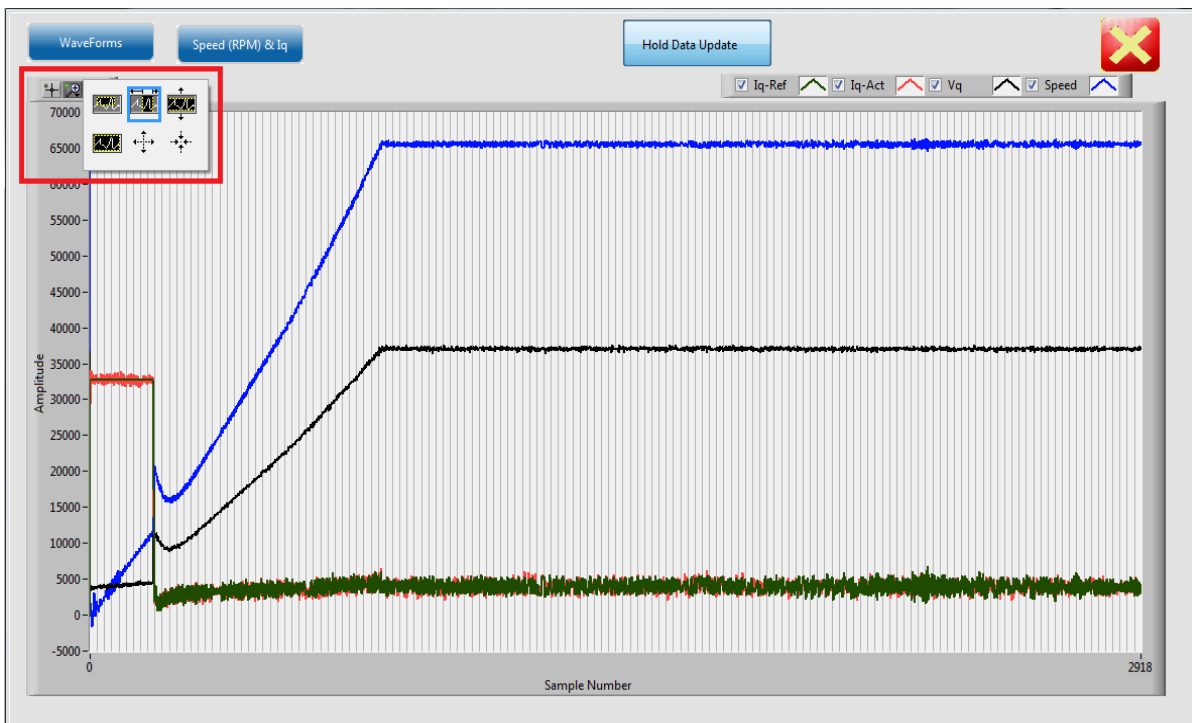 WaveForms
Speed (RPM) & Iq
Hold Data Update
Iq-Ref
Iq-Act
Vq
Speed
70000
65000
60000
55000
50000
45000
40000
35000
30000
25000
20000
15000
10000
5000
0
-5000
Amplitude
0
2918
Sample Number